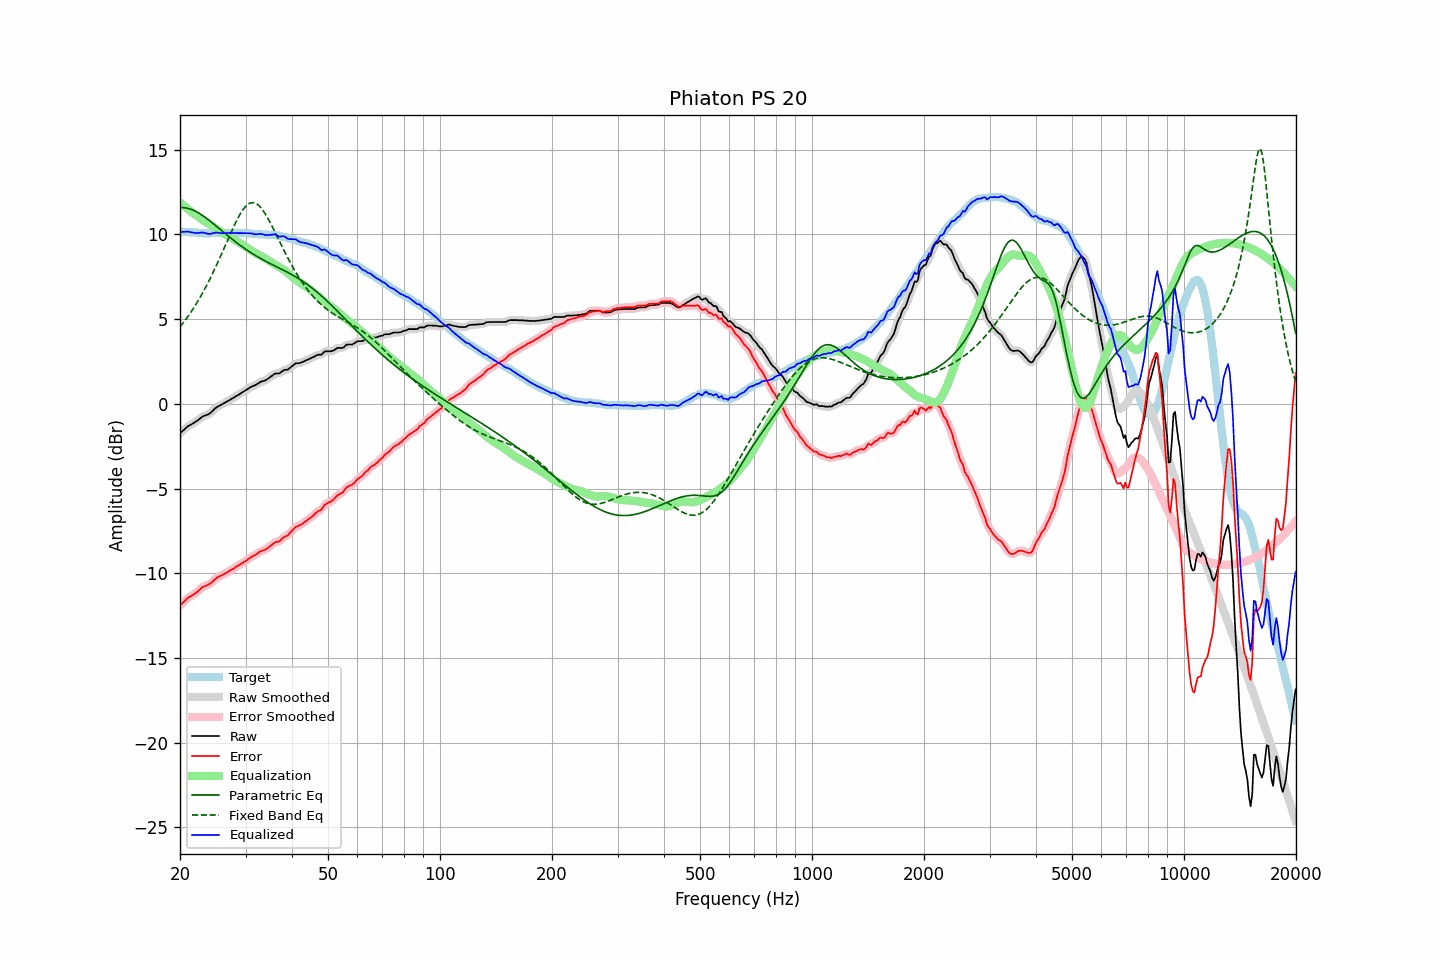 Phiaton PS 20
Amplitude (dBr)
15
10
5
0
−5
−10
−15
−20
−25
Target
Raw Smoothed
Error Smoothed
Raw
Error
Equalization
Parametric Eq
Fixed Band Eq
Equalized
20 50 100 200 500 1000 2000 5000 10000 20000
Frequency (Hz)